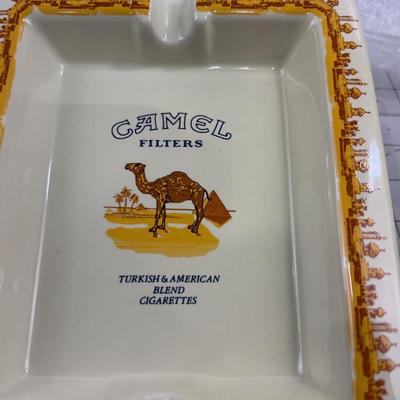 CAMEL
FILTERS
TURKISH & AMERICAN
BLEND
CIGARETTES